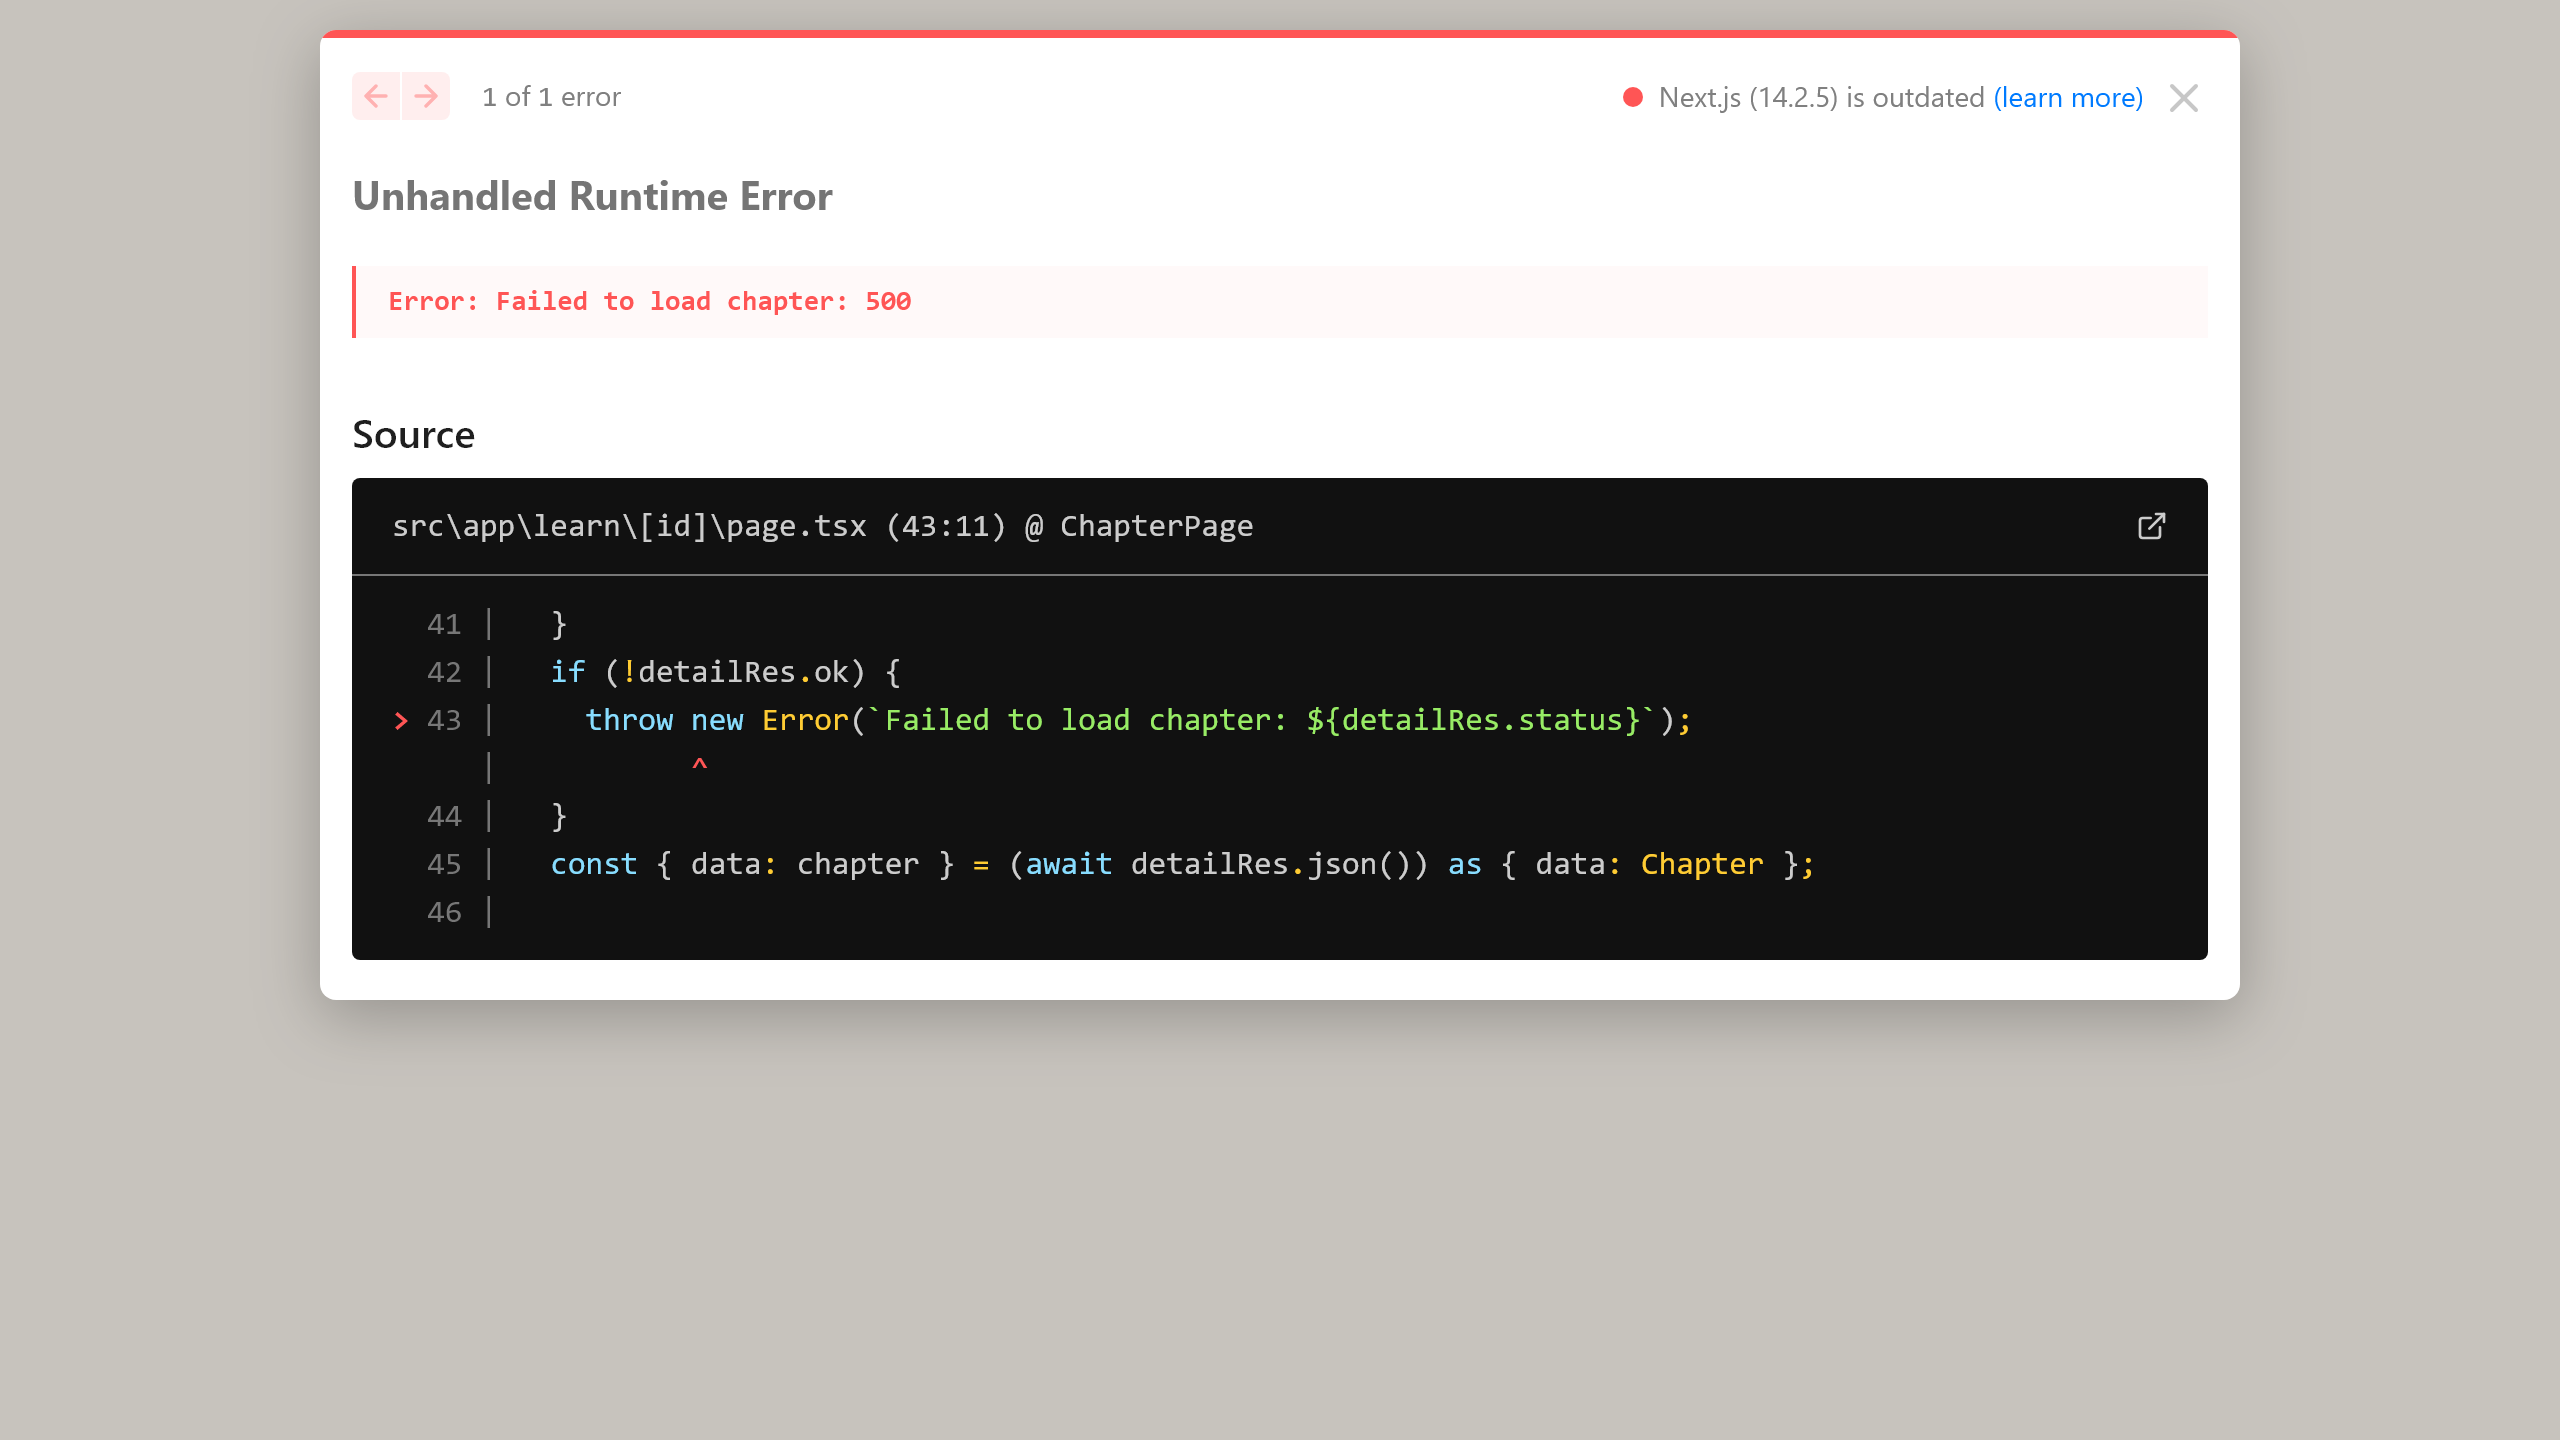 1 of 1 error
Next.js (14.2.5) is outdated (learn more)
Unhandled Runtime Error
Error: Failed to load chapter: 500
Source
src\app\learn\[id]\page.tsx (43:11) @ ChapterPage
41 |   }
42 |   if (!detailRes.ok) {
> 43 |     throw new Error(`Failed to load chapter: ${detailRes.status}`);
|           ^
44 |   }
45 |   const { data: chapter } = (await detailRes.json()) as { data: Chapter };
46 |